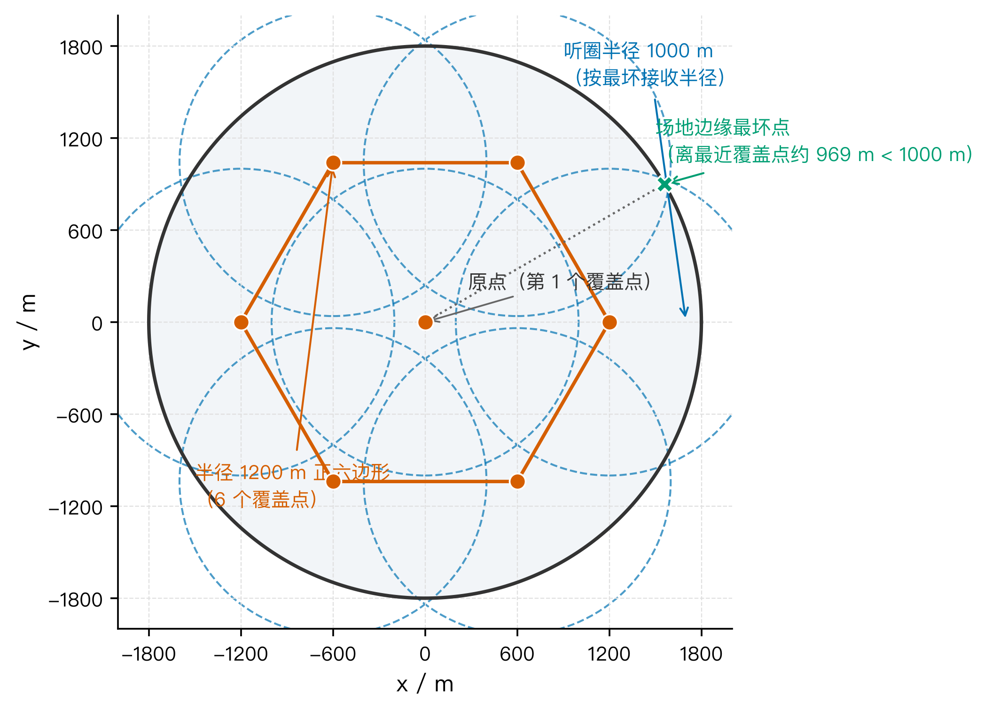 1800
1200
600
0
−600
−1200
−1800
y / m
听圈半径 1000 m
（按最坏接收半径）
场地边缘最坏点
（离最近覆盖点约 969 m < 1000 m）
原点（第 1 个覆盖点）
半径 1200 m 正六边形
（6 个覆盖点）
−1800
−1200
−600
0
600
1200
1800
x / m